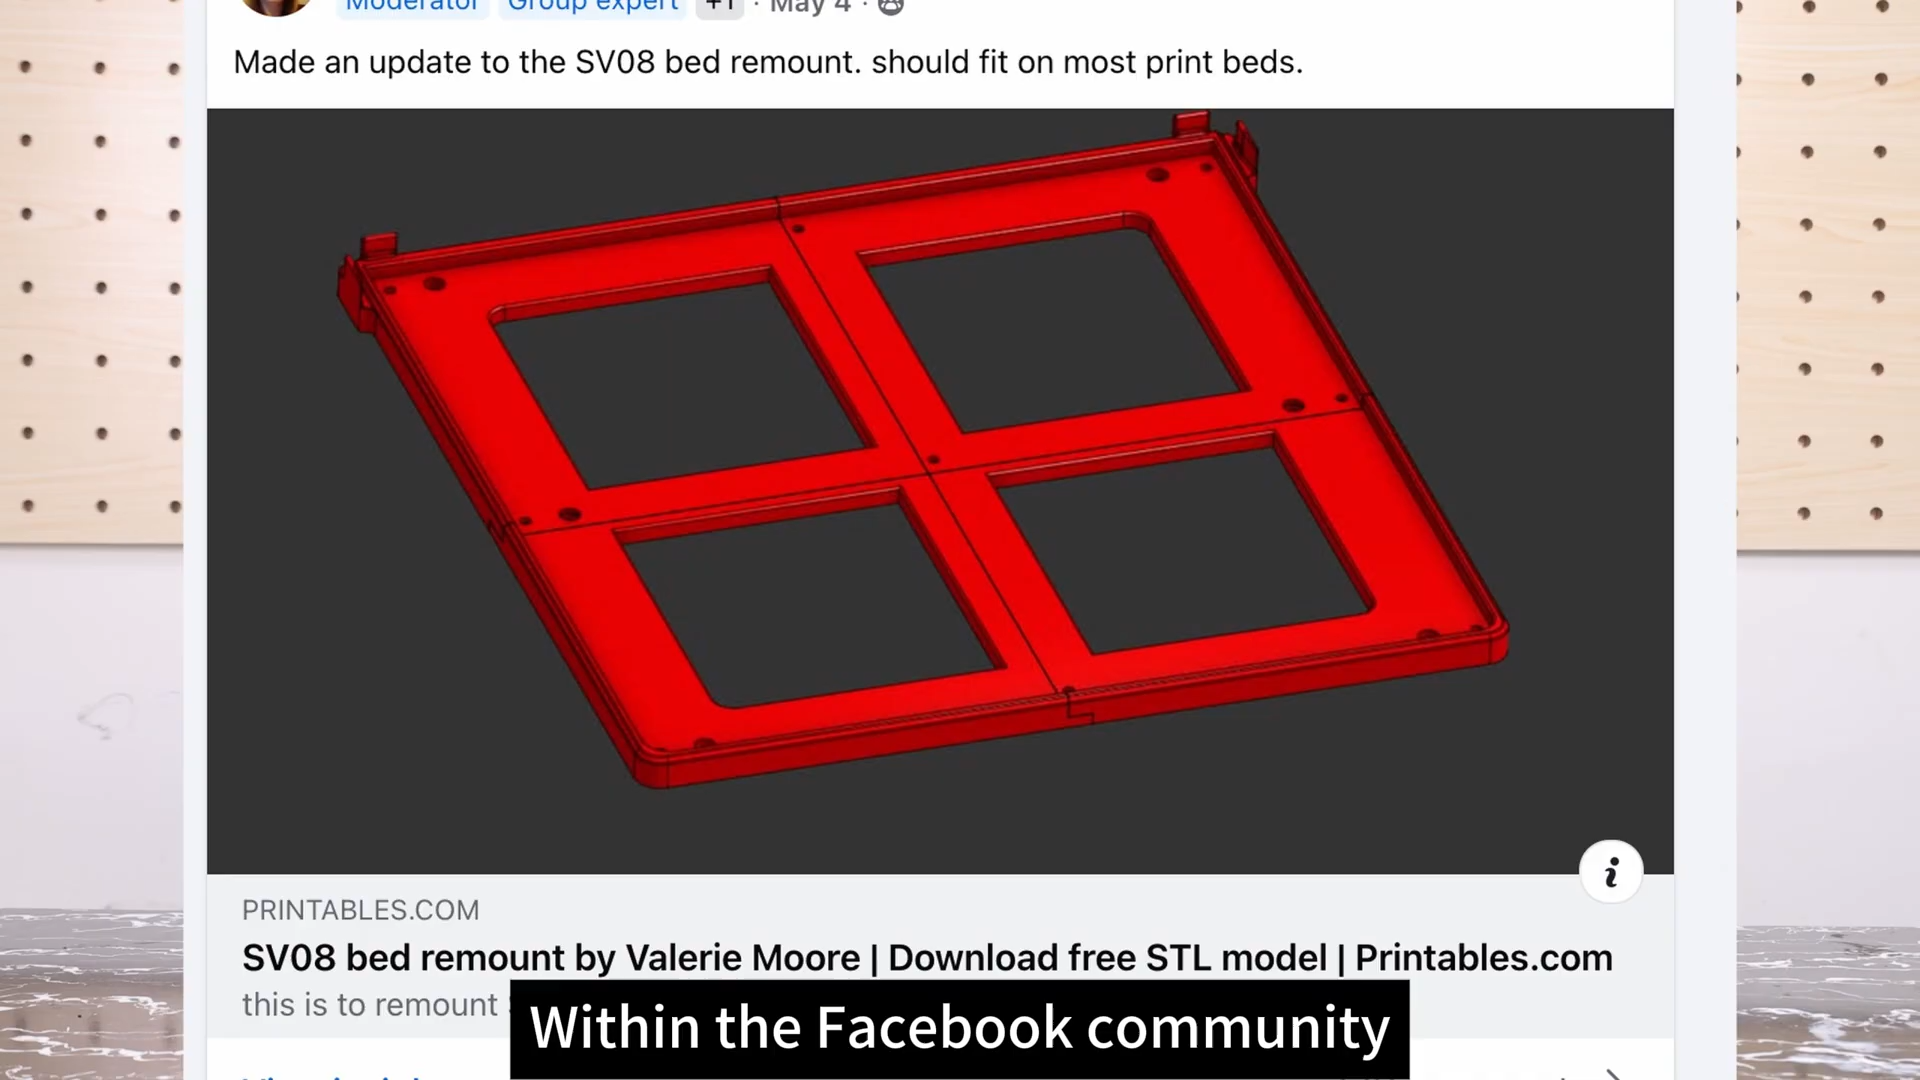 Moderator Group expert +1 · May 4 ·
Made an update to the SV08 bed remount. should fit on most print beds.
PRINTABLES.COM
SV08 bed remount by Valerie Moore | Download free STL model | Printables.com
this is to remount
Within the Facebook community